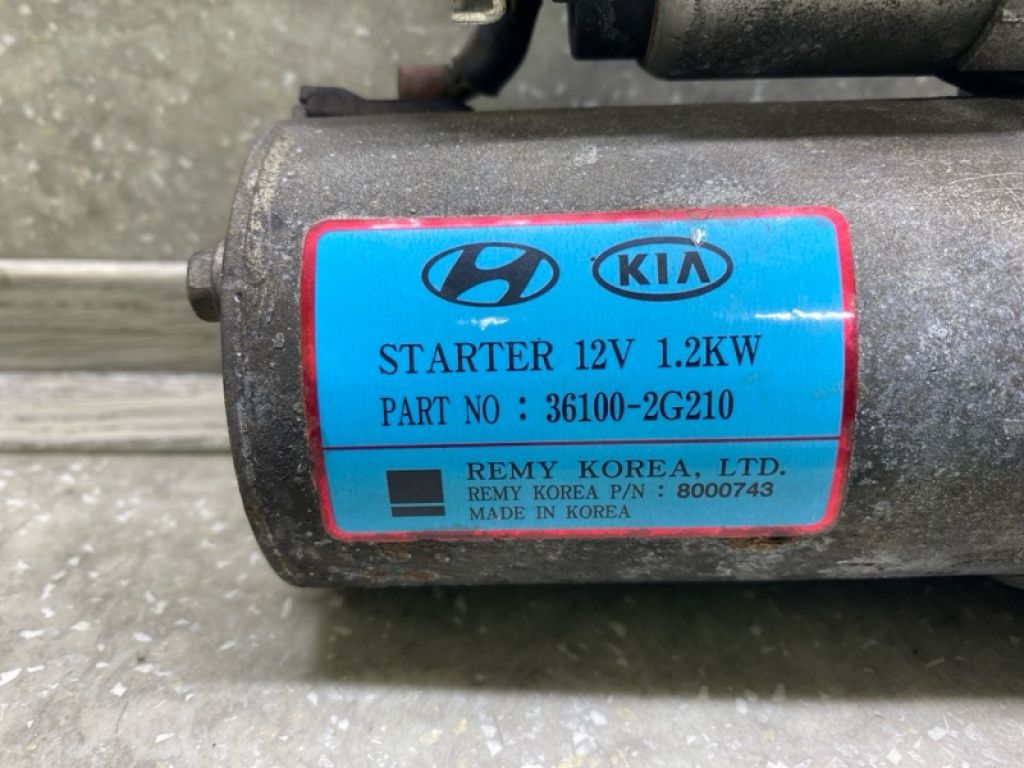 KIA
STARTER 12V 1.2KW
PART NO : 36100-2G210
REMY KOREA, LTD.
REMY KOREA P/N : 8000743
MADE IN KOREA